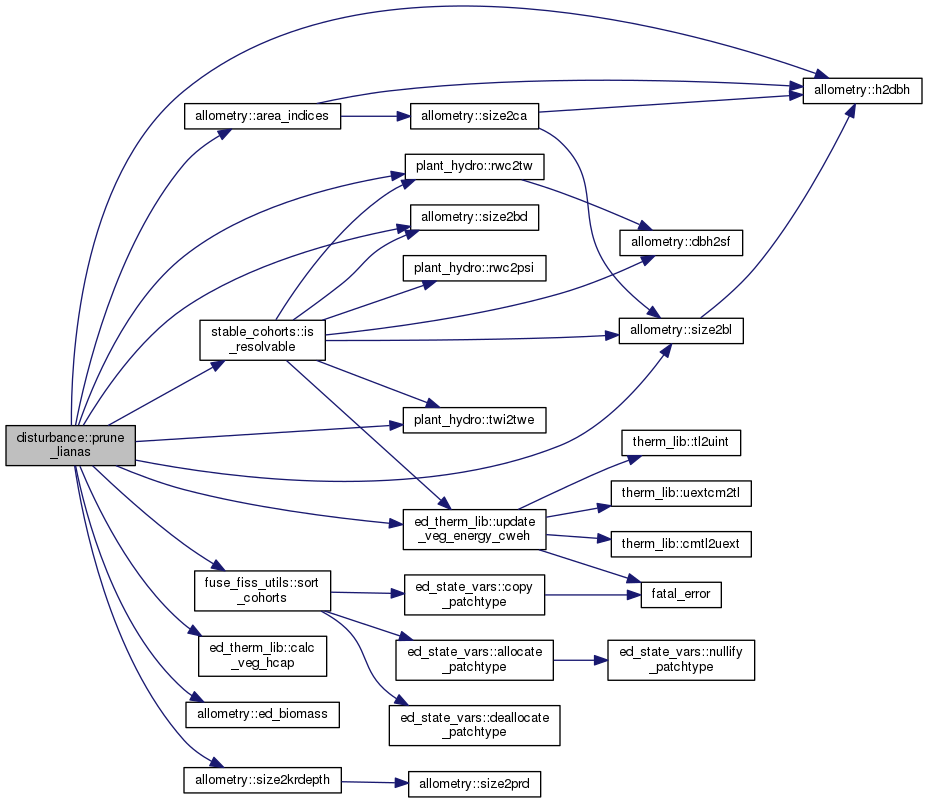 allometry::h2dbh
allometry::area_indices
allometry::size2ca
plant_hydro::rwc2tw
allometry::size2bd
allometry::dbh2sf
plant_hydro::rwc2psi
stable_cohorts::is
_resolvable
allometry::size2bl
plant_hydro::twi2twe
disturbance::prune
_lianas
therm_lib::tl2uint
therm_lib::uextcm2tl
ed_therm_lib::update
_veg_energy_cweh
therm_lib::cmtl2uext
fuse_fiss_utils::sort
_cohorts
ed_state_vars::copy
_patchtype
fatal_error
ed_therm_lib::calc
_veg_hcap
ed_state_vars::allocate
_patchtype
ed_state_vars::nullify
_patchtype
allometry::ed_biomass
ed_state_vars::deallocate
_patchtype
allometry::size2krdepth
allometry::size2prd